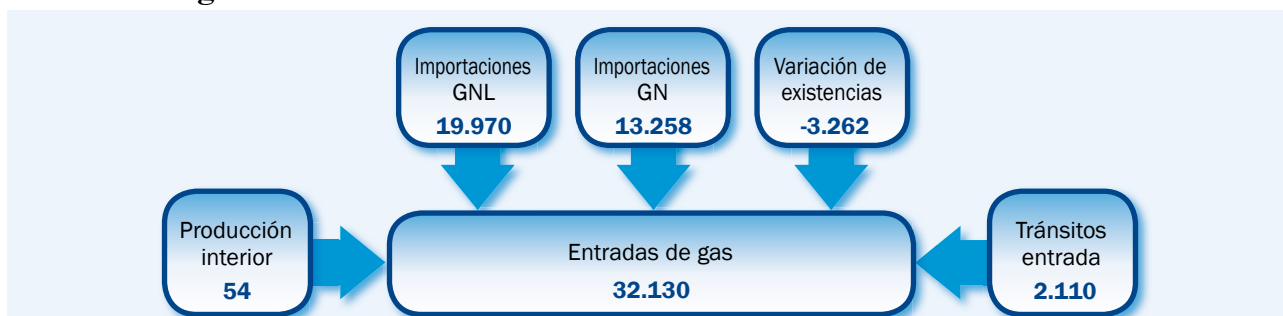 Importaciones
GNL
19.970
Importaciones
GN
13.258
Variación de
existencias
-3.262
Producción
interior
54
Entradas de gas
32.130
Tránsitos
entrada
2.110